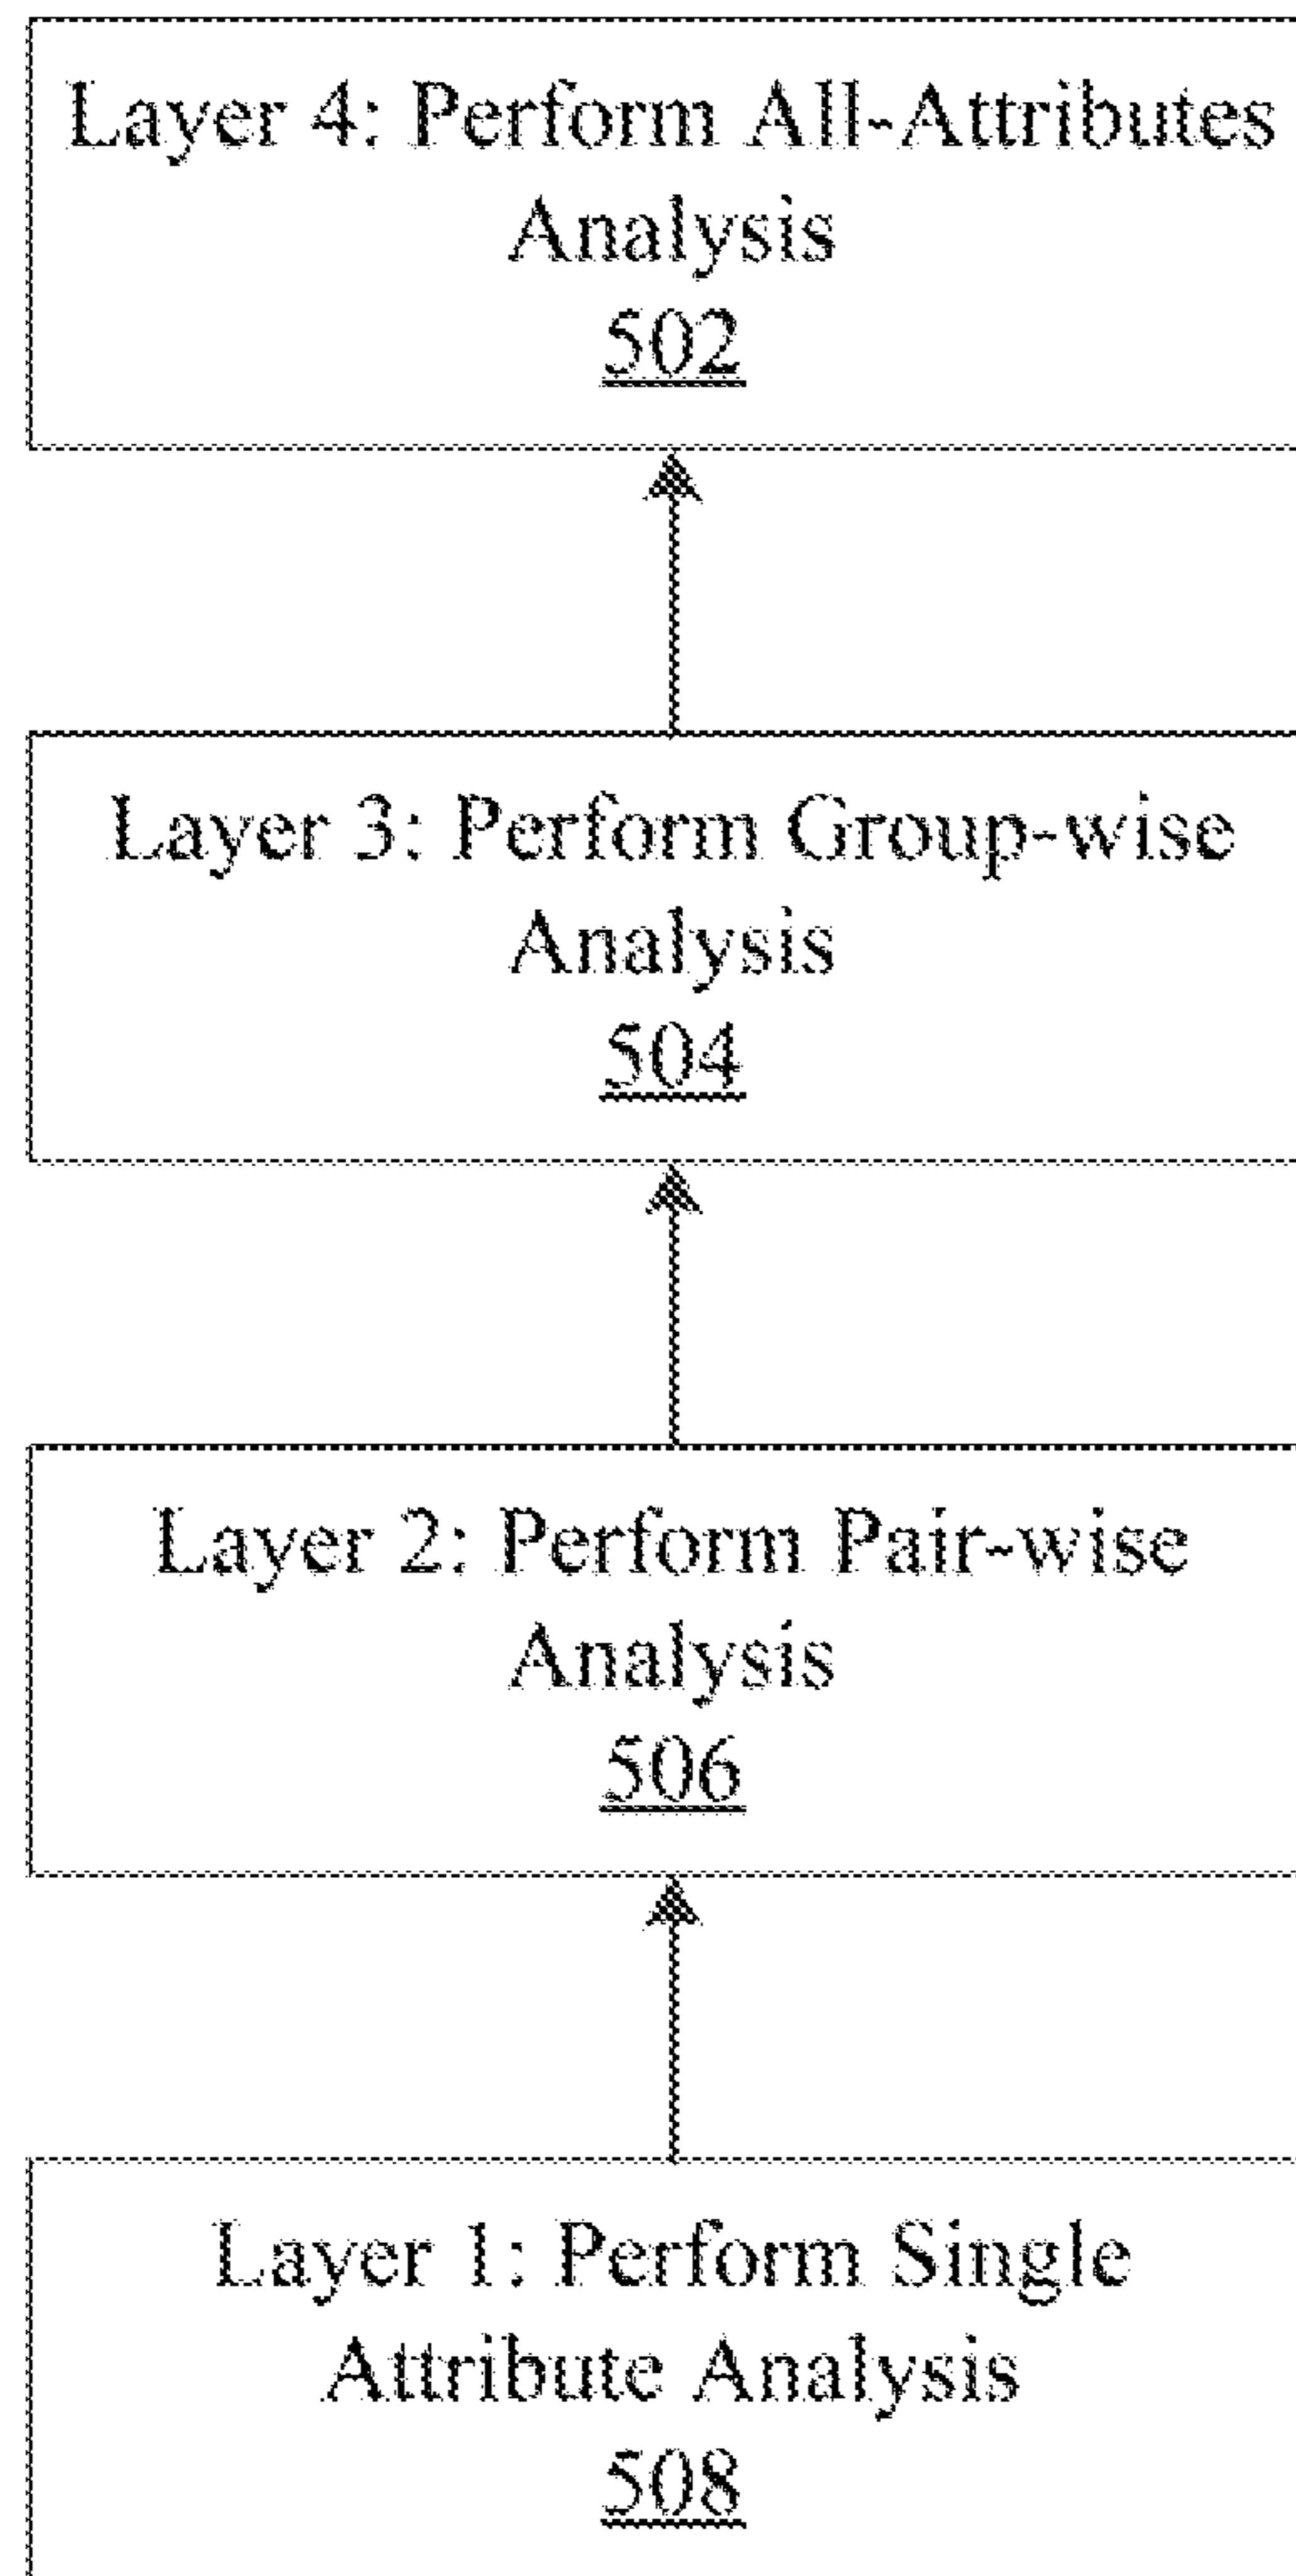 Layer 4: Perform All-Attributes
Analysis
502
Layer 3: Perform Group-wise
Analysis
504
Layer 2: Perform Pair-wise
Analysis
506
Layer 1: Perform Single
Attribute Analysis
508